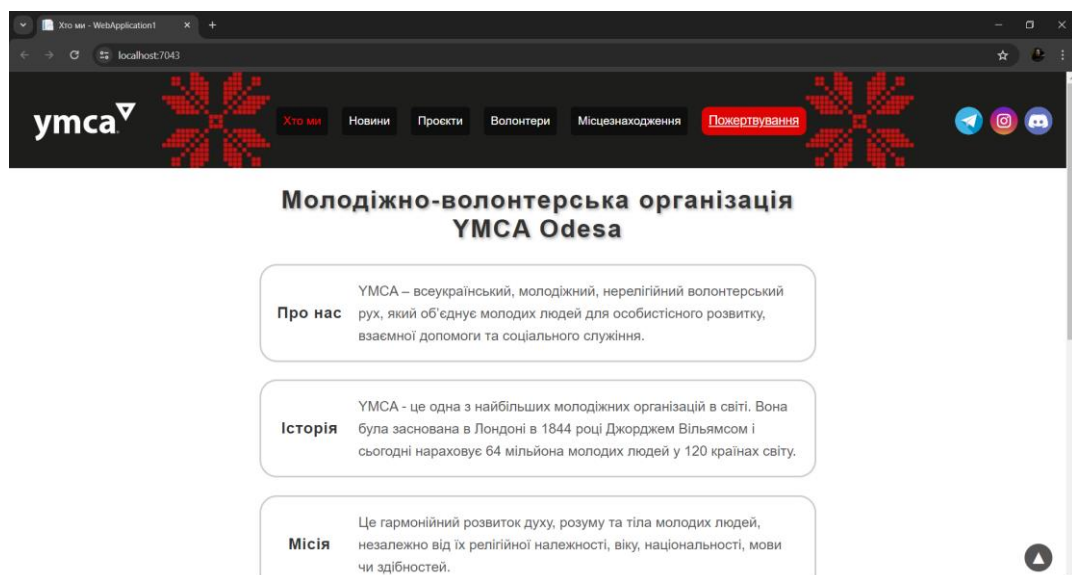 Хто ми - WebApplication1
localhost:7043
ymca
Хто ми
Новини
Проєкти
Волонтери
Місцезнаходження
Пожертвування
Молодіжно-волонтерська організація
YMCA Odesa
Про нас
YMCA – всеукраїнський, молодіжний, нерелігійний волонтерський
рух, який об'єднує молодих людей для особистісного розвитку,
взаємної допомоги та соціального служіння.
Історія
YMCA - це одна з найбільших молодіжних організацій в світі. Вона
була заснована в Лондоні в 1844 році Джорджем Вільямсом і
сьогодні нараховує 64 мільйона молодих людей у 120 країнах світу.
Місія
Це гармонійний розвиток духу, розуму та тіла молодих людей,
незалежно від їх релігійної належності, віку, національності, мови
чи здібностей.